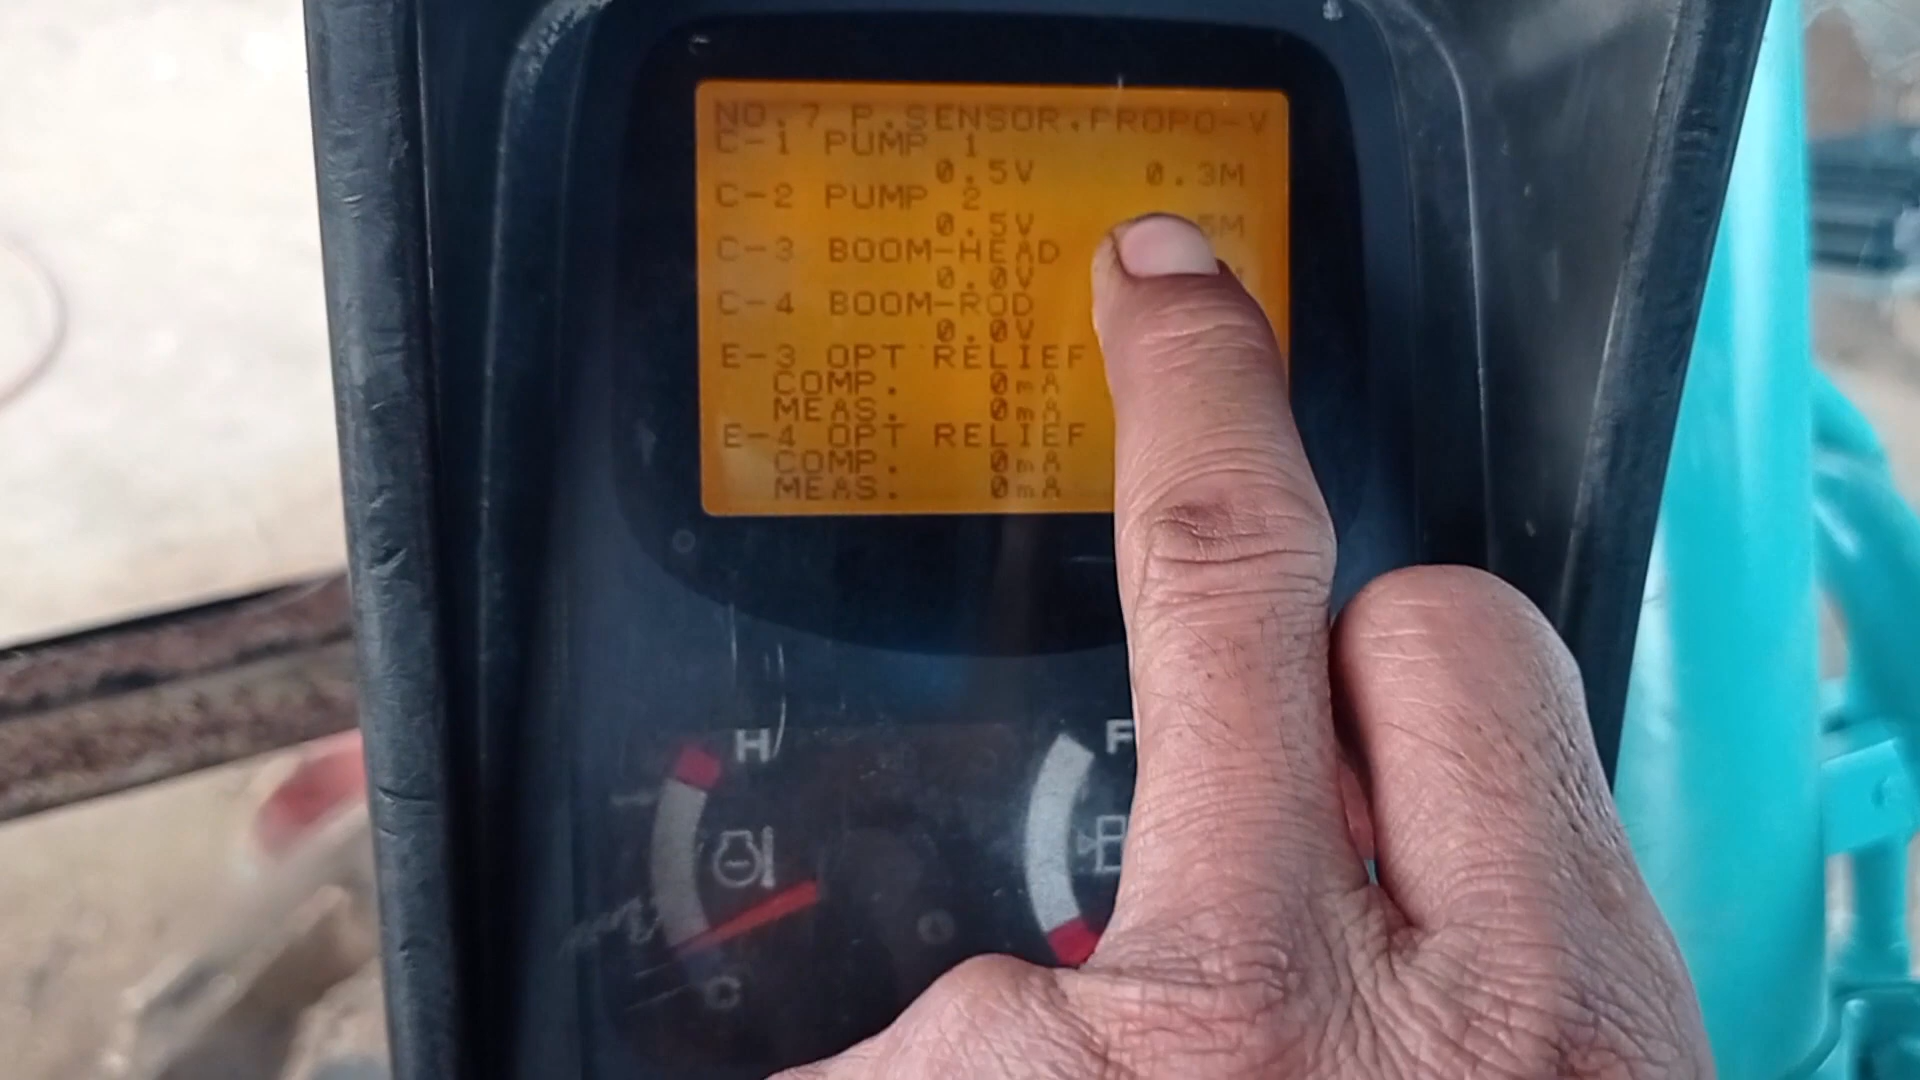 NO.7 P.SENSOR.PROPO-V
C-1 PUMP 1
0.5V 0.3M
C-2 PUMP 2
0.5V 5M
C-3 BOOM-HEAD
0.0V
C-4 BOOM-ROD
0.0V
E-3 OPT RELIEF
COMP. 0mA
MEAS. 0mA
E-4 OPT RELIEF
COMP. 0mA
MEAS. 0mA
H F
C